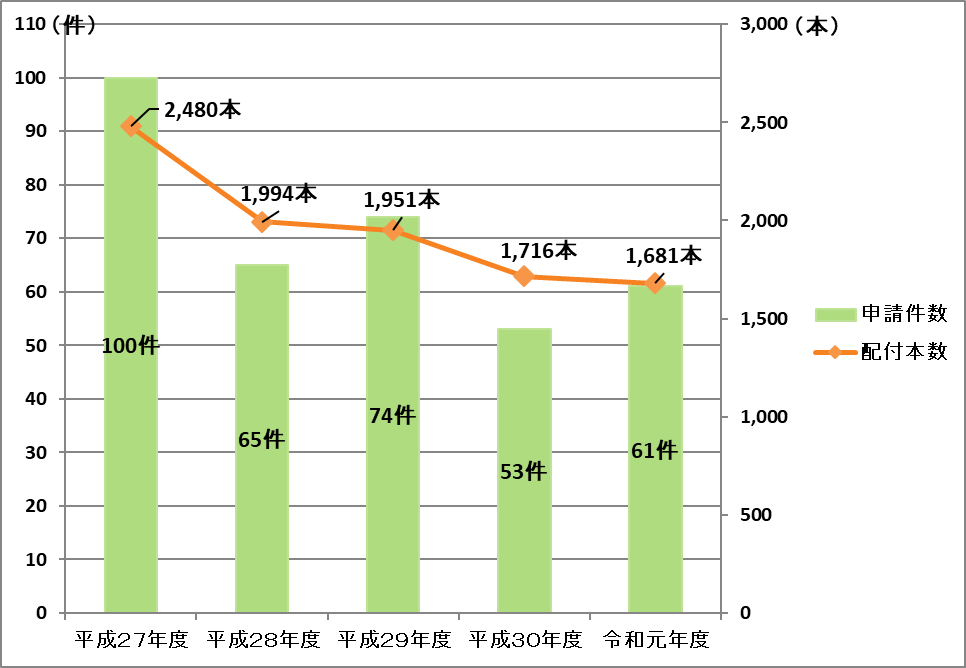 110（件）
100
90
80
70
60
50
40
30
20
10
0
3,000（本）
2,500
2,000
1,500
1,000
500
0
2,480本
1,994本
1,951本
1,716本
1,681本
100件
65件
74件
53件
61件
平成27年度
平成28年度
平成29年度
平成30年度
令和元年度
申請件数
配付本数